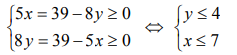 5x = 39 − 8y ≥ 0 ⇔ y ≤ 4
8y = 39 − 5x ≥ 0 x ≤ 7